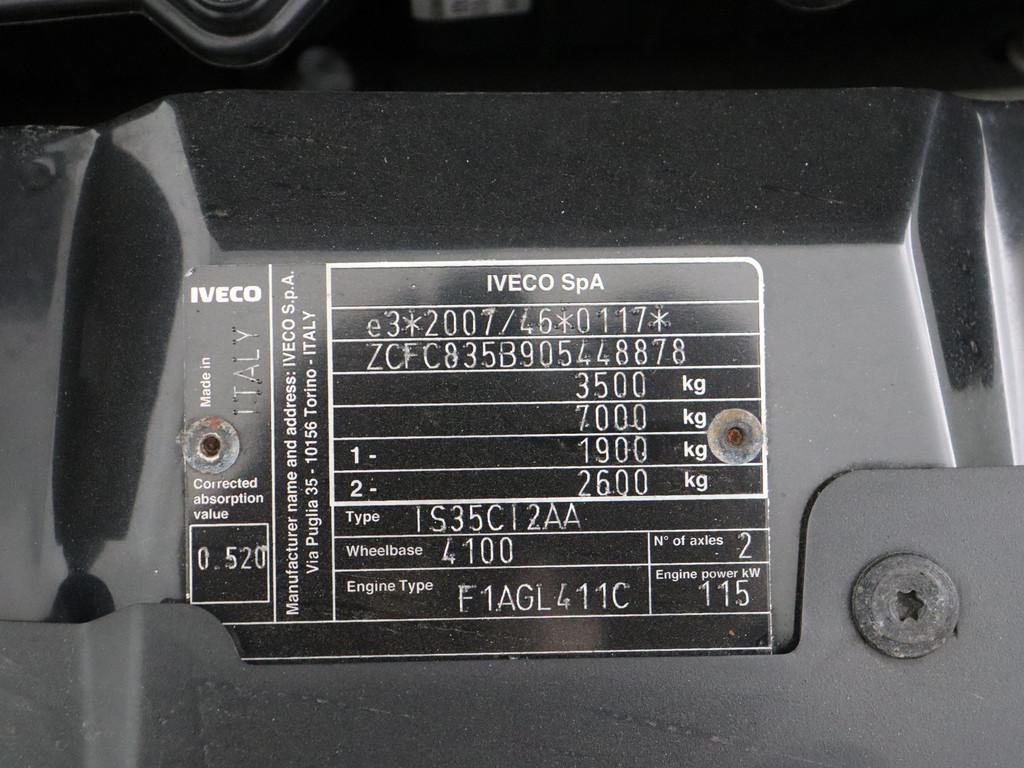 IVECO
Made in
ITALY
Corrected
absorption
value
0.520
Manufacturer name and address: IVECO S.p.A.
Via Puglia 35 - 10156 Torino - ITALY
IVECO SpA
e3*2007/46*0117*
ZCFC835B905448878
3500 kg
7000 kg
1- 1900 kg
2- 2600 kg
Type IS35CI2AA
Wheelbase 4100
N° of axles 2
Engine Type F1AGL411C
Engine power kW
115